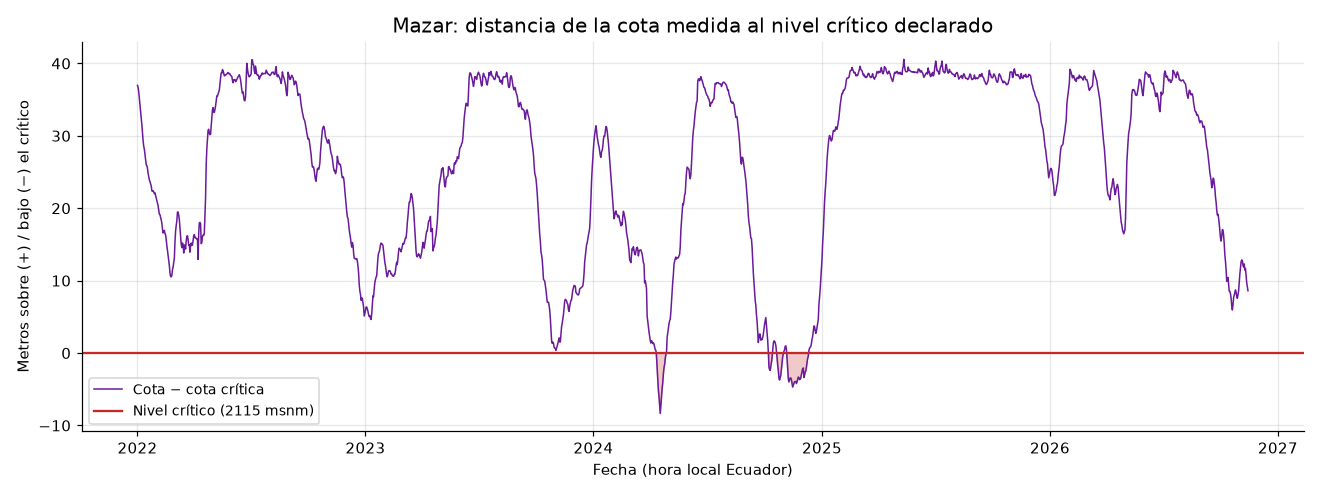 Mazar: distancia de la cota medida al nivel crítico declarado
Metros sobre (+) / bajo (−) el crítico
40
30
20
10
0
−10
Cota − cota crítica
Nivel crítico (2115 msnm)
2022
2023
2024
2025
2026
2027
Fecha (hora local Ecuador)